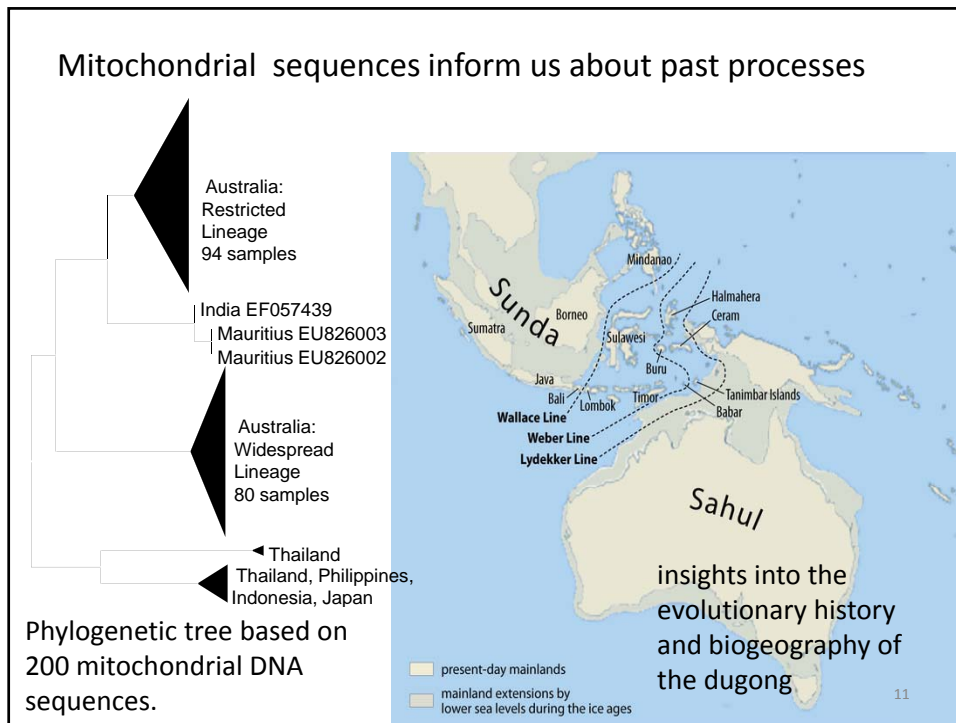 Mitochondrial  sequences inform us about past processes
Australia:
Restricted
Lineage
94 samples
India EF057439
Mauritius EU826003
Mauritius EU826002
Australia:
Widespread
Lineage
80 samples
Thailand
Thailand, Philippines,
Indonesia, Japan
Phylogenetic tree based on
200 mitochondrial DNA
sequences.
Mindanao
Sunda
Halmahera
Ceram
Borneo
Sumatra
Sulawesi
Buru
Java
Bali
Lombok
Timor
Tanimbar Islands
Babar
Wallace Line
Weber Line
Lydekker Line
Sahul
insights into the
evolutionary history
and biogeography of
the dugong
present-day mainlands
mainland extensions by
lower sea levels during the ice ages
11